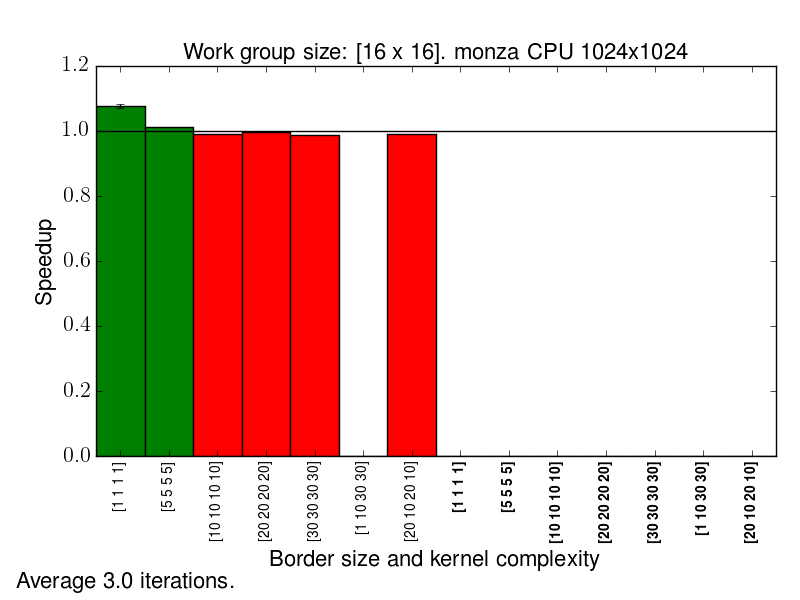 Work group size: [16 x 16]. monza CPU 1024x1024
1.2
1.0
0.8
0.6
0.4
0.2
0.0
Speedup
[1 1 1 1]
[5 5 5 5]
[10 10 10 10]
[20 20 20 20]
[30 30 30 30]
[1 10 30 30]
[20 10 20 10]
[1 1 1 1]
[5 5 5 5]
[10 10 10 10]
[20 20 20 20]
[30 30 30 30]
[1 10 30 30]
[20 10 20 10]
Border size and kernel complexity
Average 3.0 iterations.